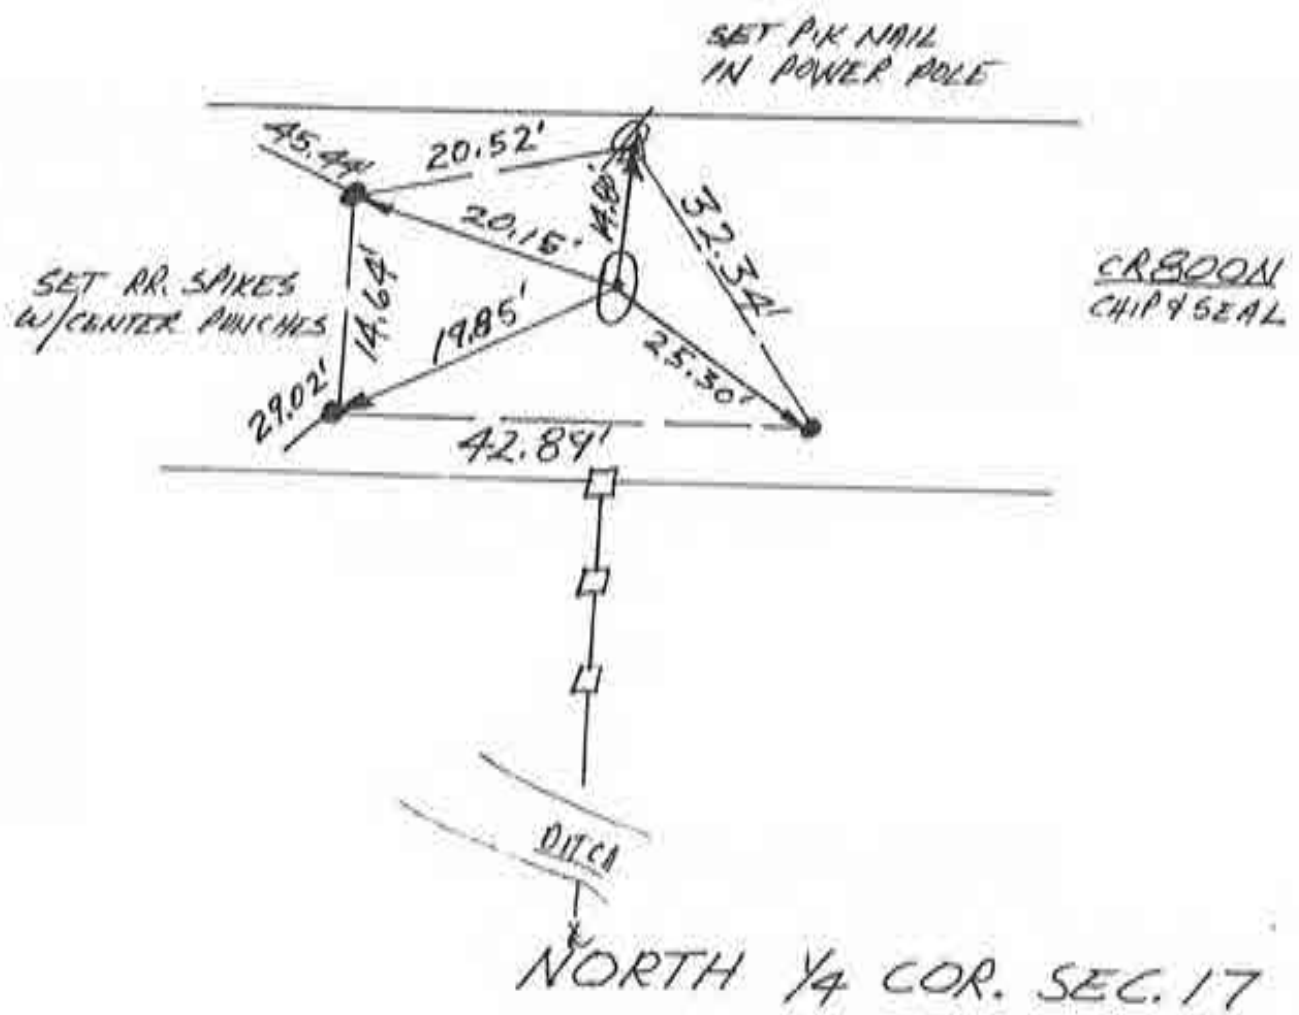 SET P.K NAIL
IN POWER POLE
45.44'
20.52'
14.8'
32.34'
20.15'
CR800N
CHIP & SEAL
SET RR. SPIKES
W/CENTER PUNCHES
14.64'
19.85'
25.30'
29.02'
42.89'
DITCH
NORTH 1/4 COR. SEC. 17